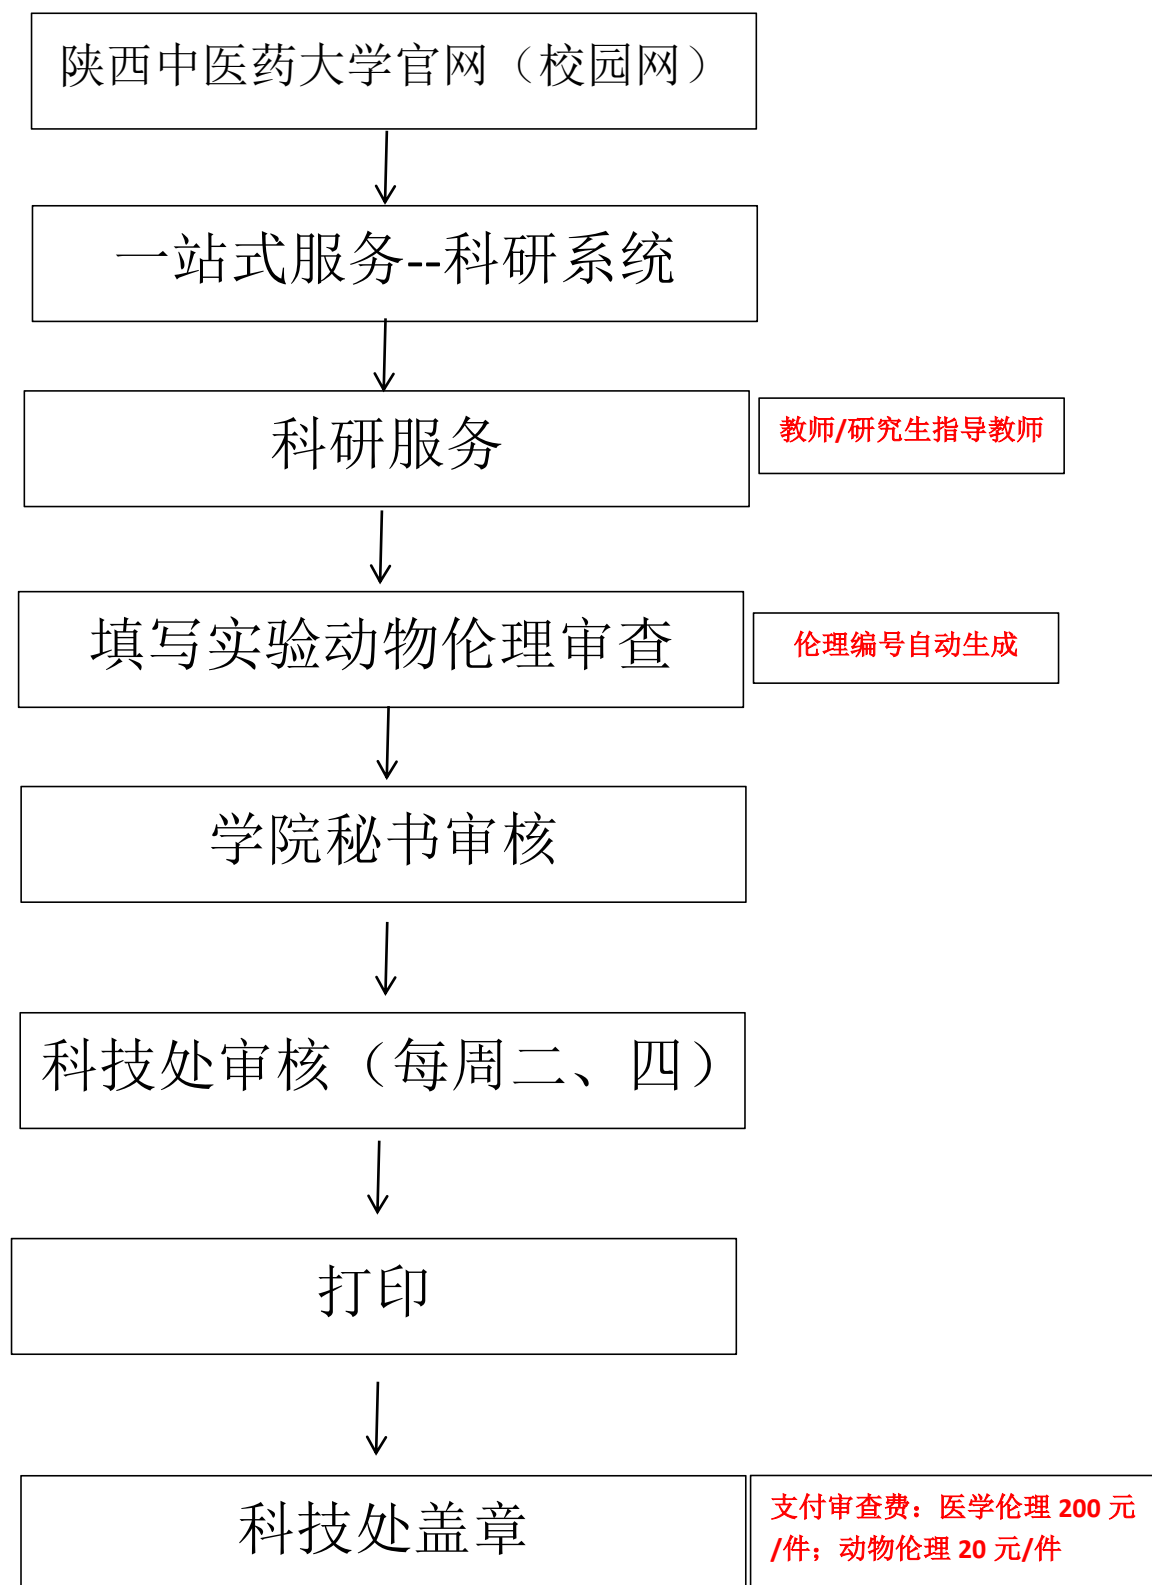 陕西中医药大学官网（校园网）
一站式服务--科研系统
科研服务
教师/研究生指导教师
填写实验动物伦理审查
伦理编号自动生成
学院秘书审核
科技处审核（每周二、四）
打印
科技处盖章
支付审查费：医学伦理 200 元
/件；动物伦理 20 元/件